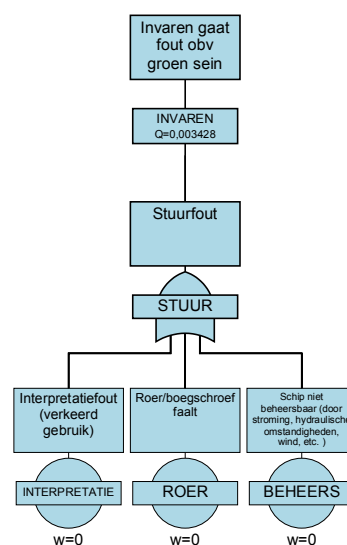 Invaren gaat
fout obv
groen sein
INVAREN
Q=0,003428
Stuurfout
STUUR
Interpretatiefout
(verkeerd
gebruik)
Roer/boegschroef
faalt
Schip niet
beheersbaar (door
stroming, hydraulische
omstandigheden,
wind, etc. )
INTERPRETATIE
ROER
BEHEERS
w=0
w=0
w=0